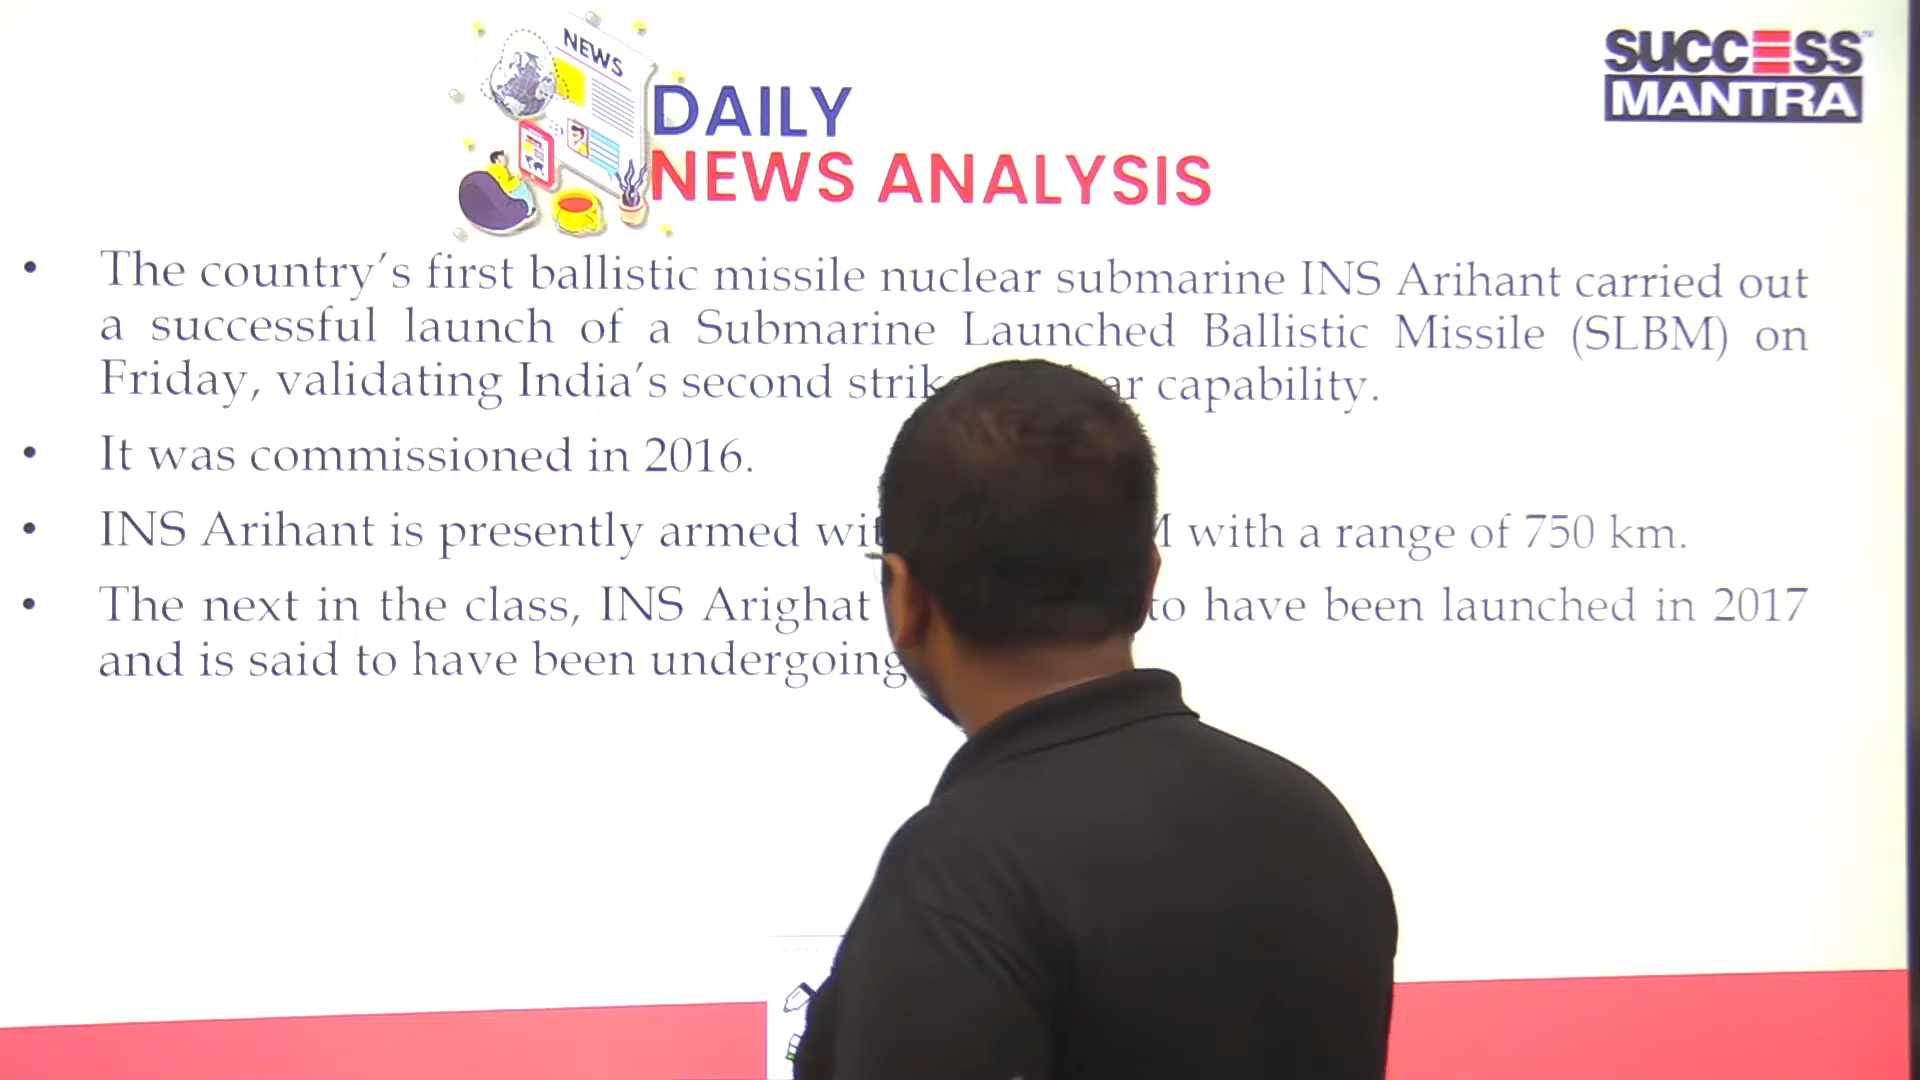 NEWS
SUCCESS
MANTRA
DAILY
NEWS ANALYSIS
• The country's first ballistic missile nuclear submarine INS Arihant carried out
a successful launch of a Submarine Launched Ballistic Missile (SLBM) on
Friday, validating India's second capability.
• It was commissioned in 2016.
• INS Arihant is presently armed with a range of 750 km.
• The next in the class, INS Arighat to have been launched in 2017
and is said to have been undergoing